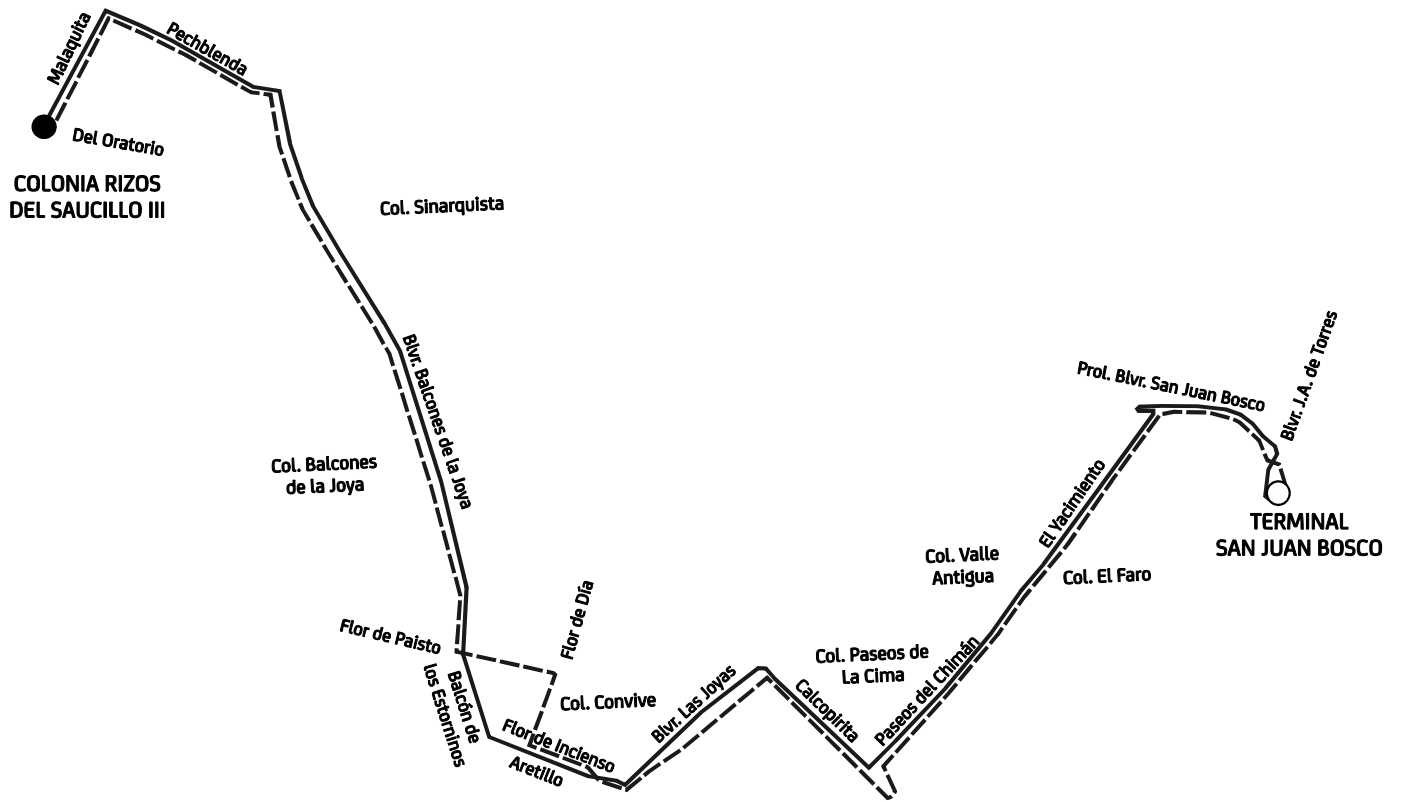 Malaquita
Pechblenda
Del Oratorio
COLONIA RIZOS
DEL SAUCILLO III
Col. Sinarquista
Blvr. Balcones de la Joya
Col. Balcones
de la Joya
Prol. Blvr. San Juan Bosco
Blvr. J.A. de Torres
El Yacimiento
TERMINAL
SAN JUAN BOSCO
Col. Valle
Antigua
Col. El Faro
Flor de Paisto
Flor de Día
Balcón de
los Estorninos
Col. Convive
Flor de Incienso
Aretillo
Blvr. Las Joyas
Calcopirita
Col. Paseos de
La Cima
Paseos del Chimán